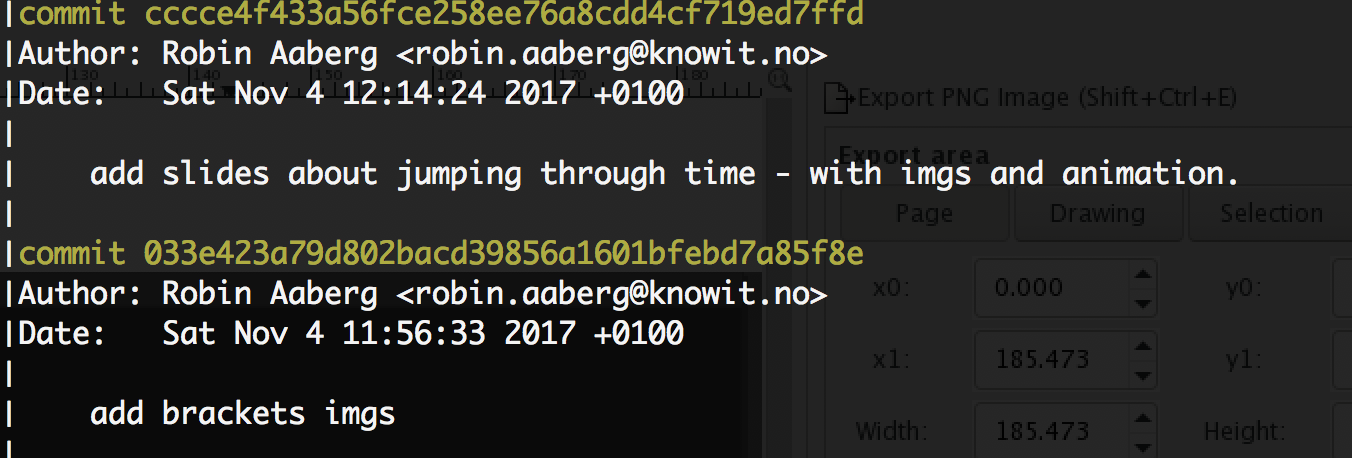 |commit cccce4f433a56fce258ee76a8cdd4cf719ed7ffd
|Author: Robin Aaberg <robin.aaberg@knowit.no>
130 140 150 160 170 180
|Date:   Sat Nov 4 12:14:24 2017 +0100
Export PNG Image (Shift+Ctrl+E)
|
Export area
|    add slides about jumping through time - with imgs and animation.
|
Page Drawing Selection
|commit 033e423a79d802bacd39856a1601bfebd7a85f8e
|Author: Robin Aaberg <robin.aaberg@knowit.no>
x0: 0.000 y0:
|Date:   Sat Nov 4 11:56:33 2017 +0100
x1: 185.473 y1:
|
|    add brackets imgs
Width: 185.473 Height:
|